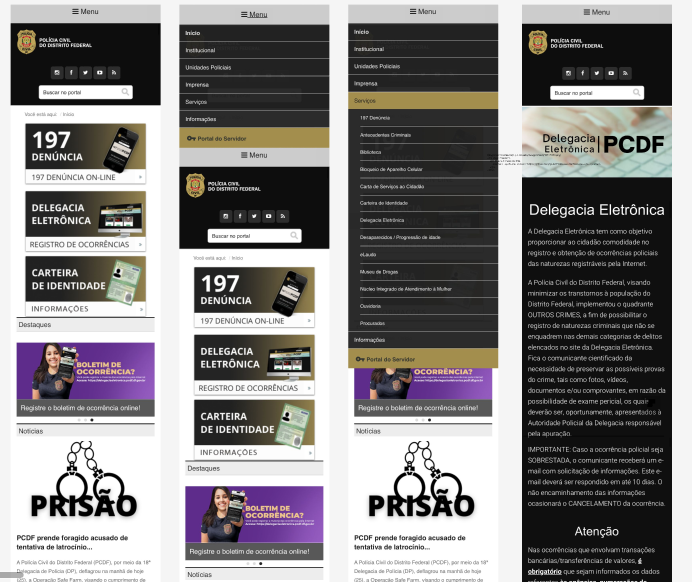 ☰ Menu
POLÍCIA CIVIL
DO DISTRITO FEDERAL
Buscar no portal
Você está aqui: Início
197
DENÚNCIA
197 DENÚNCIA ON-LINE
DELEGACIA
ELETRÔNICA
REGISTRO DE OCORRÊNCIAS
CARTEIRA
DE IDENTIDADE
INFORMAÇÕES
Destaques
BOLETIM DE
OCORRÊNCIA?
Registre o boletim de ocorrência online!
Notícias
PRISÃO
PCDF prende foragido acusado de
tentativa de latrocínio...
A Polícia Civil do Distrito Federal (PCDF), por meio da 18ª
Delegacia de Polícia (DP), deflagrou na manhã de hoje
(25), a Operação Safe Farm, visando o cumprimento de
☰ Menu
Início
Institucional
Unidades Policiais
Imprensa
Serviços
Informações
Portal do Servidor
☰ Menu
POLÍCIA CIVIL
DO DISTRITO FEDERAL
Buscar no portal
Você está aqui: Início
197
DENÚNCIA
197 DENÚNCIA ON-LINE
DELEGACIA
ELETRÔNICA
REGISTRO DE OCORRÊNCIAS
CARTEIRA
DE IDENTIDADE
INFORMAÇÕES
Destaques
BOLETIM DE
OCORRÊNCIA?
Registre o boletim de ocorrência online!
Notícias
☰ Menu
Início
Institucional
Unidades Policiais
Imprensa
Serviços
197 Denúncia
Antecedentes Criminais
Biblioteca
Bloqueio de Aparelho Celular
Carta de Serviços ao Cidadão
Carteira de Identidade
Delegacia Eletrônica
Desaparecidos / Progressão de idade
eLaudo
Museu de Drogas
Núcleo Integrado de Atendimento à Mulher
Ouvidoria
Procurados
Informações
Portal do Servidor
Registre o boletim de ocorrência online!
Notícias
PRISÃO
PCDF prende foragido acusado de
tentativa de latrocínio...
A Polícia Civil do Distrito Federal (PCDF), por meio da 18ª
Delegacia de Polícia (DP), deflagrou na manhã de hoje
(25), a Operação Safe Farm, visando o cumprimento de
☰ Menu
POLÍCIA CIVIL
DO DISTRITO FEDERAL
Buscar no portal
Delegacia
Eletrônica | PCDF
Delegacia Eletrônica
A Delegacia Eletrônica tem como objetivo
proporcionar ao cidadão comodidade no
registro e obtenção de ocorrências policiais
das naturezas registráveis pela Internet.
A Polícia Civil do Distrito Federal, visando
minimizar os transtornos à população do
Distrito Federal, implementou o quadrante
OUTROS CRIMES, a fim de possibilitar o
registro de naturezas criminais que não se
enquadrem nas demais categorias de delitos
elencados no site da Delegacia Eletrônica.
Fica o comunicante cientificado da
necessidade de preservar as possíveis provas
do crime, tais como fotos, vídeos,
documentos e/ou comprovantes, em razão da
possibilidade de exame pericial, os quais
deverão ser, oportunamente, apresentados à
Autoridade Policial da Delegacia responsável
pela apuração.
IMPORTANTE: Caso a ocorrência policial seja
SOBRESTADA, o comunicante receberá um e-
mail com solicitação de informações. Este e-
mail deverá ser respondido em até 10 dias. O
não encaminhamento das informações
ocasionará o CANCELAMENTO da ocorrência.
Atenção
Nas ocorrências que envolvam transações
bancárias/transferências de valores, é
obrigatório que sejam informados os dados